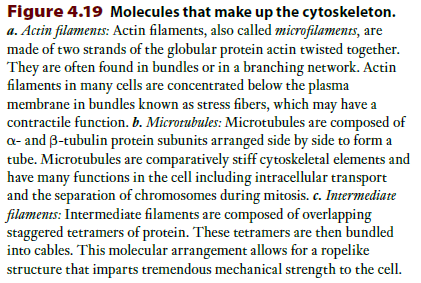 Figure 4.19 Molecules that make up the cytoskeleton.
a. Actin filaments: Actin filaments, also called microfilaments, are
made of two strands of the globular protein actin twisted together.
They are often found in bundles or in a branching network. Actin
filaments in many cells are concentrated below the plasma
membrane in bundles known as stress fibers, which may have a
contractile function. b. Microtubules: Microtubules are composed of
α- and β-tubulin protein subunits arranged side by side to form a
tube. Microtubules are comparatively stiff cytoskeletal elements and
have many functions in the cell including intracellular transport
and the separation of chromosomes during mitosis. c. Intermediate
filaments: Intermediate filaments are composed of overlapping
staggered tetramers of protein. These tetramers are then bundled
into cables. This molecular arrangement allows for a ropelike
structure that imparts tremendous mechanical strength to the cell.